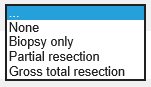 ...
None
Biopsy only
Partial resection
Gross total resection